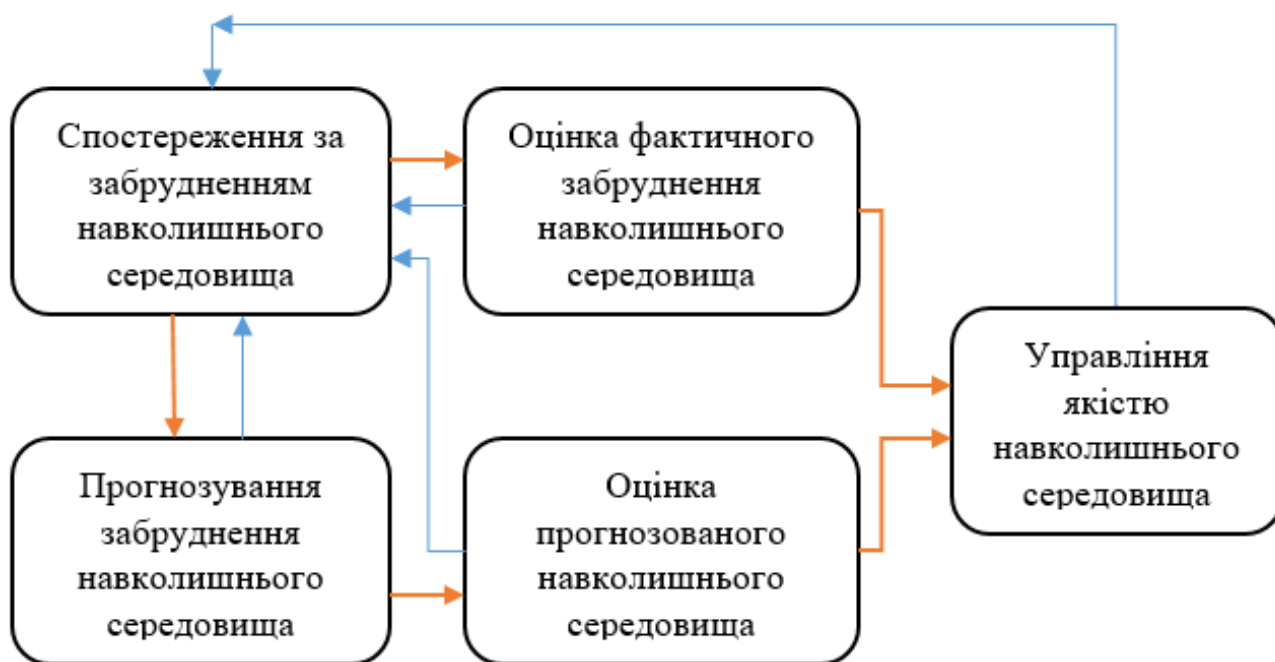 Спостереження за
забрудненням
навколишнього
середовища
Оцінка фактичного
забруднення
навколишнього
середовища
Управління
якістю
навколишнього
середовища
Прогнозування
забруднення
навколишнього
середовища
Оцінка
прогнозованого
навколишнього
середовища